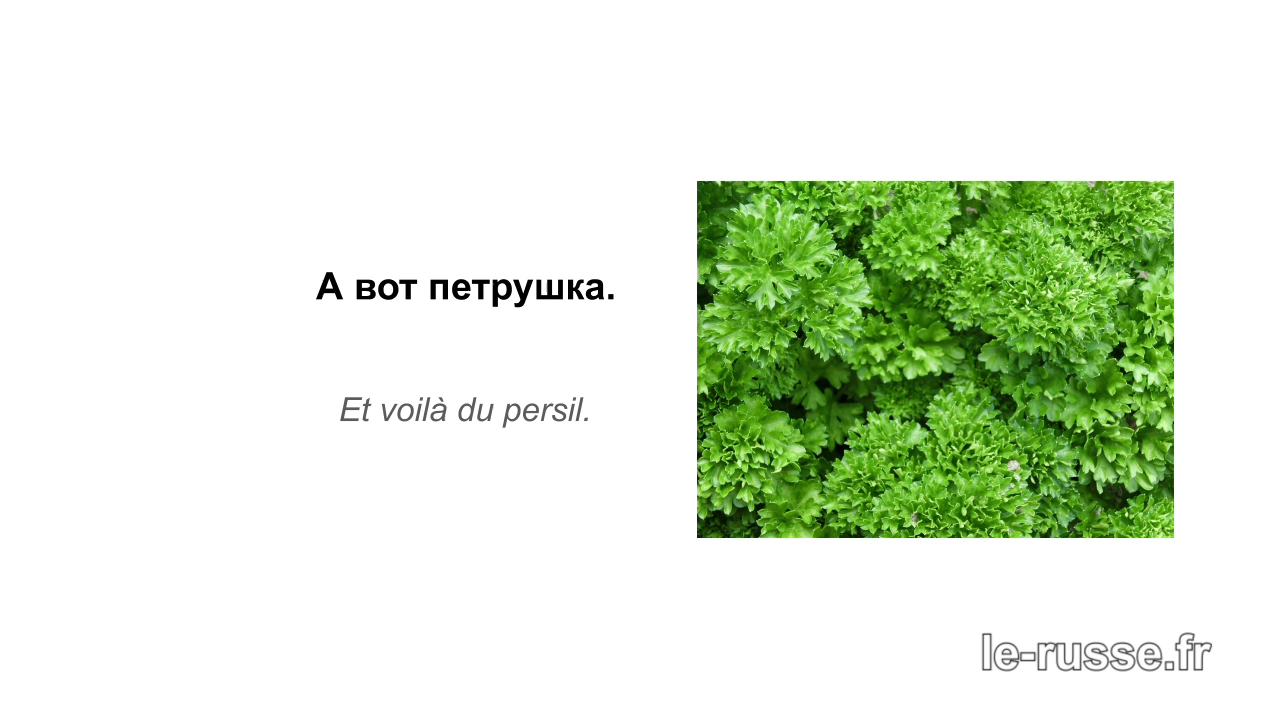 А вот петрушка.
Et voilà du persil.
le-russe.fr